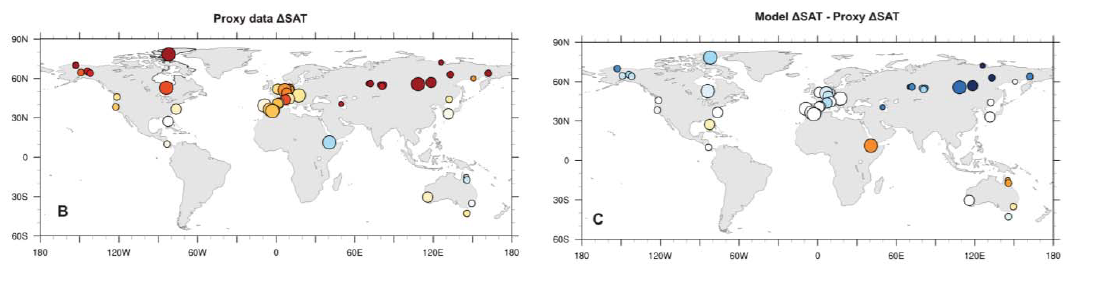 Proxy data ΔSAT
90N
60N
30N
0
30S
60S
B
180 120W 60W 0 60E 120E 180
Model ΔSAT - Proxy ΔSAT
90N
60N
30N
0
30S
60S
C
180 120W 60W 0 60E 120E 180